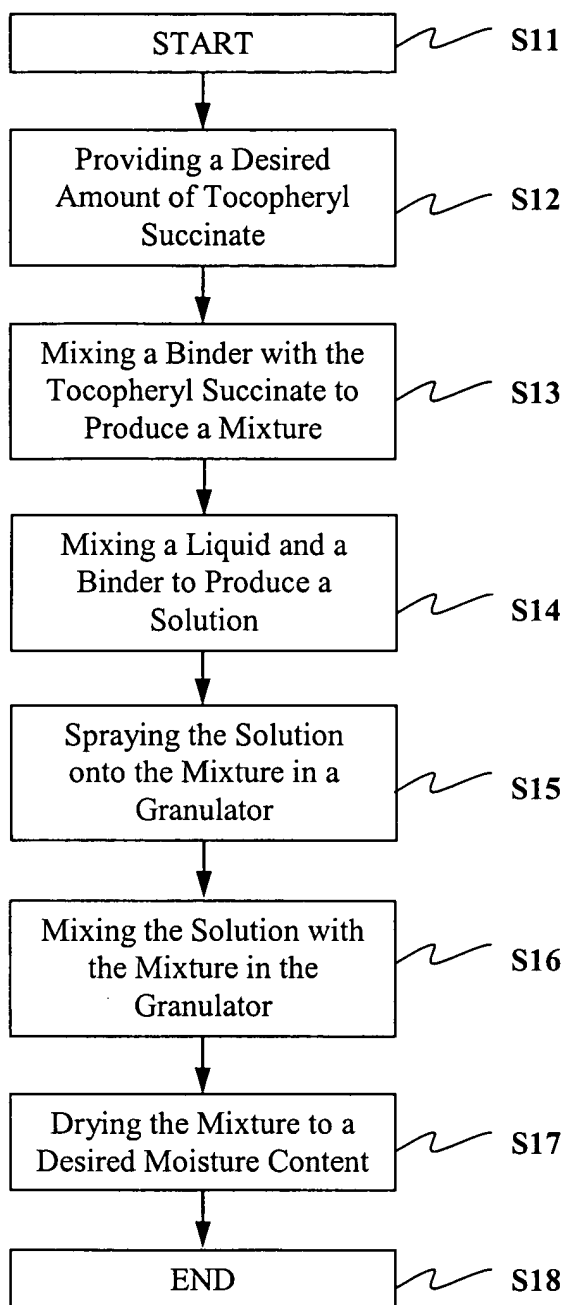 START
S11
Providing a Desired
Amount of Tocopheryl
Succinate
S12
Mixing a Binder with the
Tocopheryl Succinate to
Produce a Mixture
S13
Mixing a Liquid and a
Binder to Produce a
Solution
S14
Spraying the Solution
onto the Mixture in a
Granulator
S15
Mixing the Solution with
the Mixture in the
Granulator
S16
Drying the Mixture to a
Desired Moisture Content
S17
END
S18